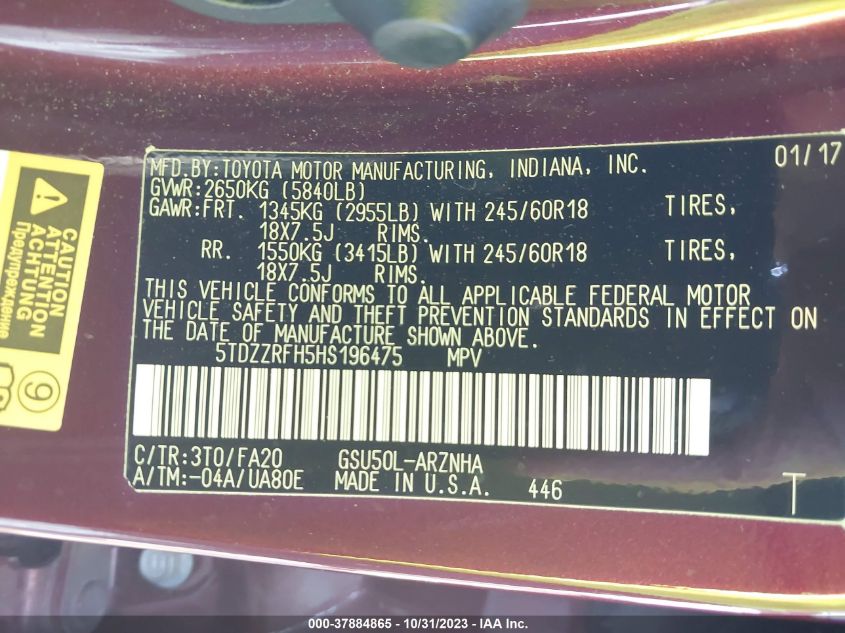 MFD.BY:TOYOTA MOTOR MANUFACTURING, INDIANA, INC. 01/17
GVWR:2650KG (5840LB)
GAWR:FRT. 1345KG (2955LB) WITH 245/60R18 TIRES,
18X7.5J RIMS.
RR. 1550KG (3415LB) WITH 245/60R18 TIRES,
18X7.5J RIMS.
THIS VEHICLE CONFORMS TO ALL APPLICABLE FEDERAL MOTOR
VEHICLE SAFETY AND THEFT PREVENTION STANDARDS IN EFFECT ON
THE DATE OF MANUFACTURE SHOWN ABOVE.
5TDZZRFH5HS196475 MPV
C/TR:3T0/FA20 GSU50L-ARZNHA
A/TM:-04A/UA80E MADE IN U.S.A. 446
T
CAUTION
ATTENTION
ACHTUNG
Предупреждение
9
000-37884865 - 10/31/2023 - IAA Inc.